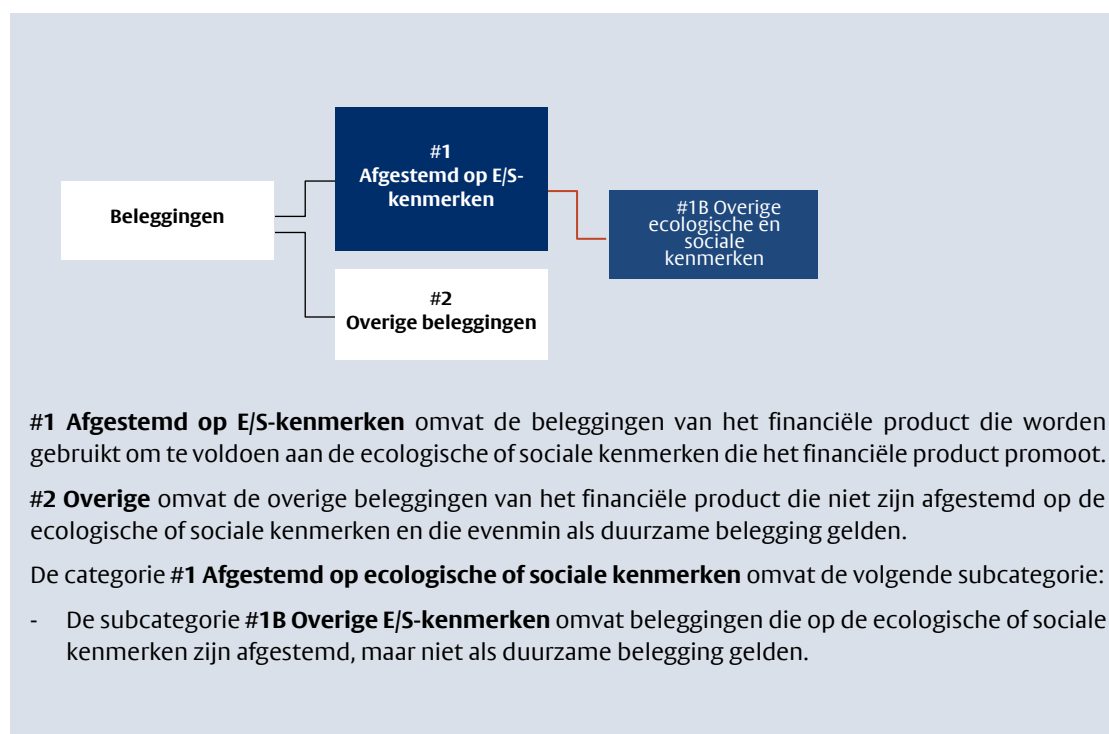 #1
Afgestemd op E/S-
kenmerken
Beleggingen
#1B Overige
ecologische en
sociale
kenmerken
#2
Overige beleggingen
#1 Afgestemd op E/S-kenmerken omvat de beleggingen van het financiële product die worden
gebruikt om te voldoen aan de ecologische of sociale kenmerken die het financiële product promoot.
#2 Overige omvat de overige beleggingen van het financiële product die niet zijn afgestemd op de
ecologische of sociale kenmerken en die evenmin als duurzame belegging gelden.
De categorie #1 Afgestemd op ecologische of sociale kenmerken omvat de volgende subcategorie:
- De subcategorie #1B Overige E/S-kenmerken omvat beleggingen die op de ecologische of sociale
kenmerken zijn afgestemd, maar niet als duurzame belegging gelden.